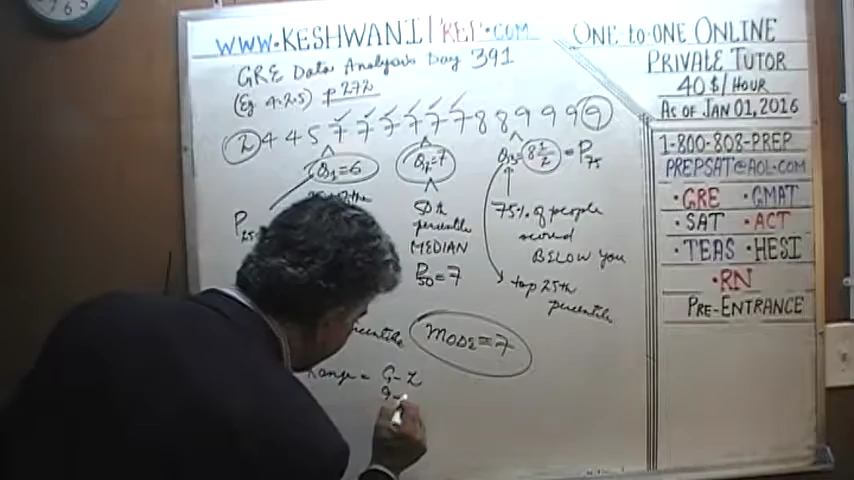 WWW.KESHWANI PREP.COM
GRE Data Analysis Day 391
(Eg 4.2.5) p 272
2 4 4 5 7 7 7 7 7 7 8 8 9 9 9 9
Q1=6
Q2=7
Q3=8 1/2 = P75
P25
50th
percentile
MEDIAN
P50=7
75% of people
scored
BELOW you
top 25th
percentile
MODE=7
Range = G-L
9-
ONE to ONE ONLINE
PRIVATE TUTOR
40 $/HOUR
AS OF JAN 01, 2016
1-800-808-PREP
PREPSAT@AOL.COM
•GRE •GMAT
•SAT •ACT
•TEAS •HESI
•RN
PRE-ENTRANCE